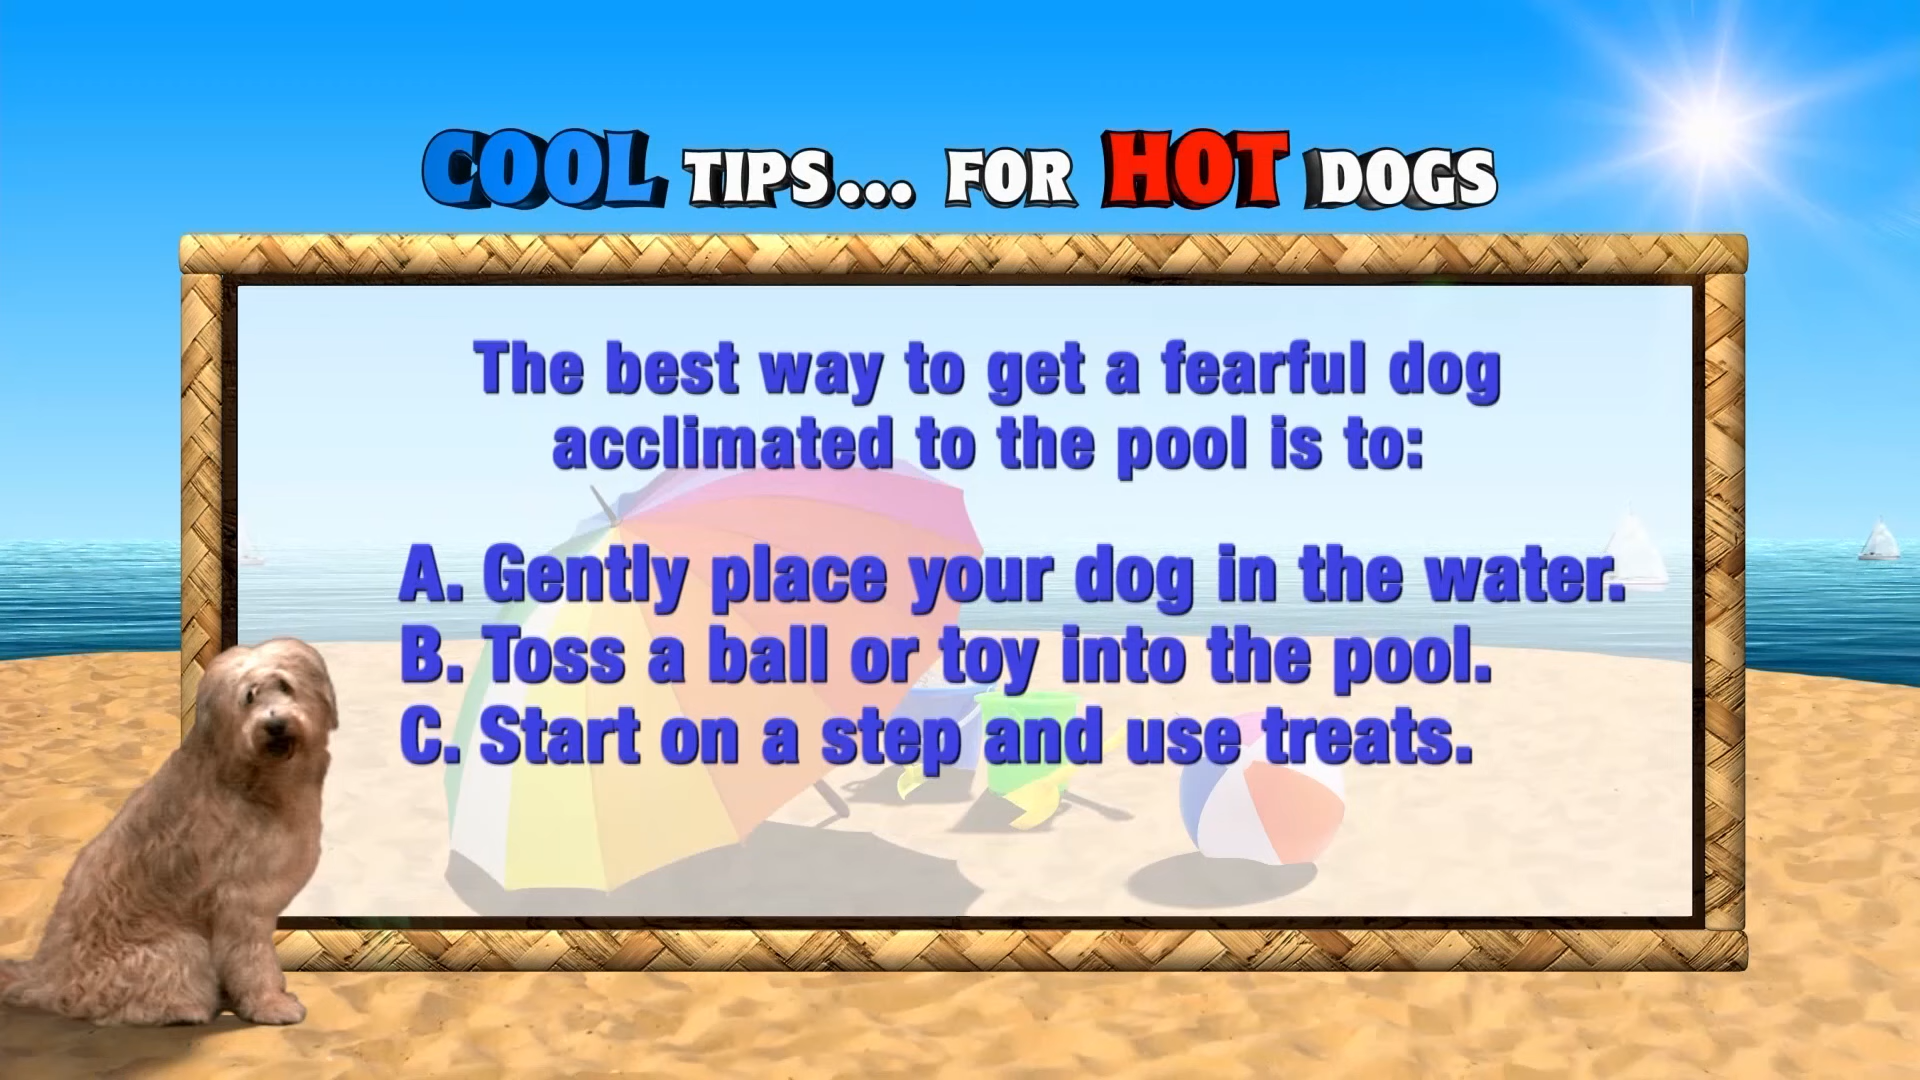 COOL TIPS... FOR HOT DOGS
The best way to get a fearful dog
acclimated to the pool is to:
A. Gently place your dog in the water.
B. Toss a ball or toy into the pool.
C. Start on a step and use treats.